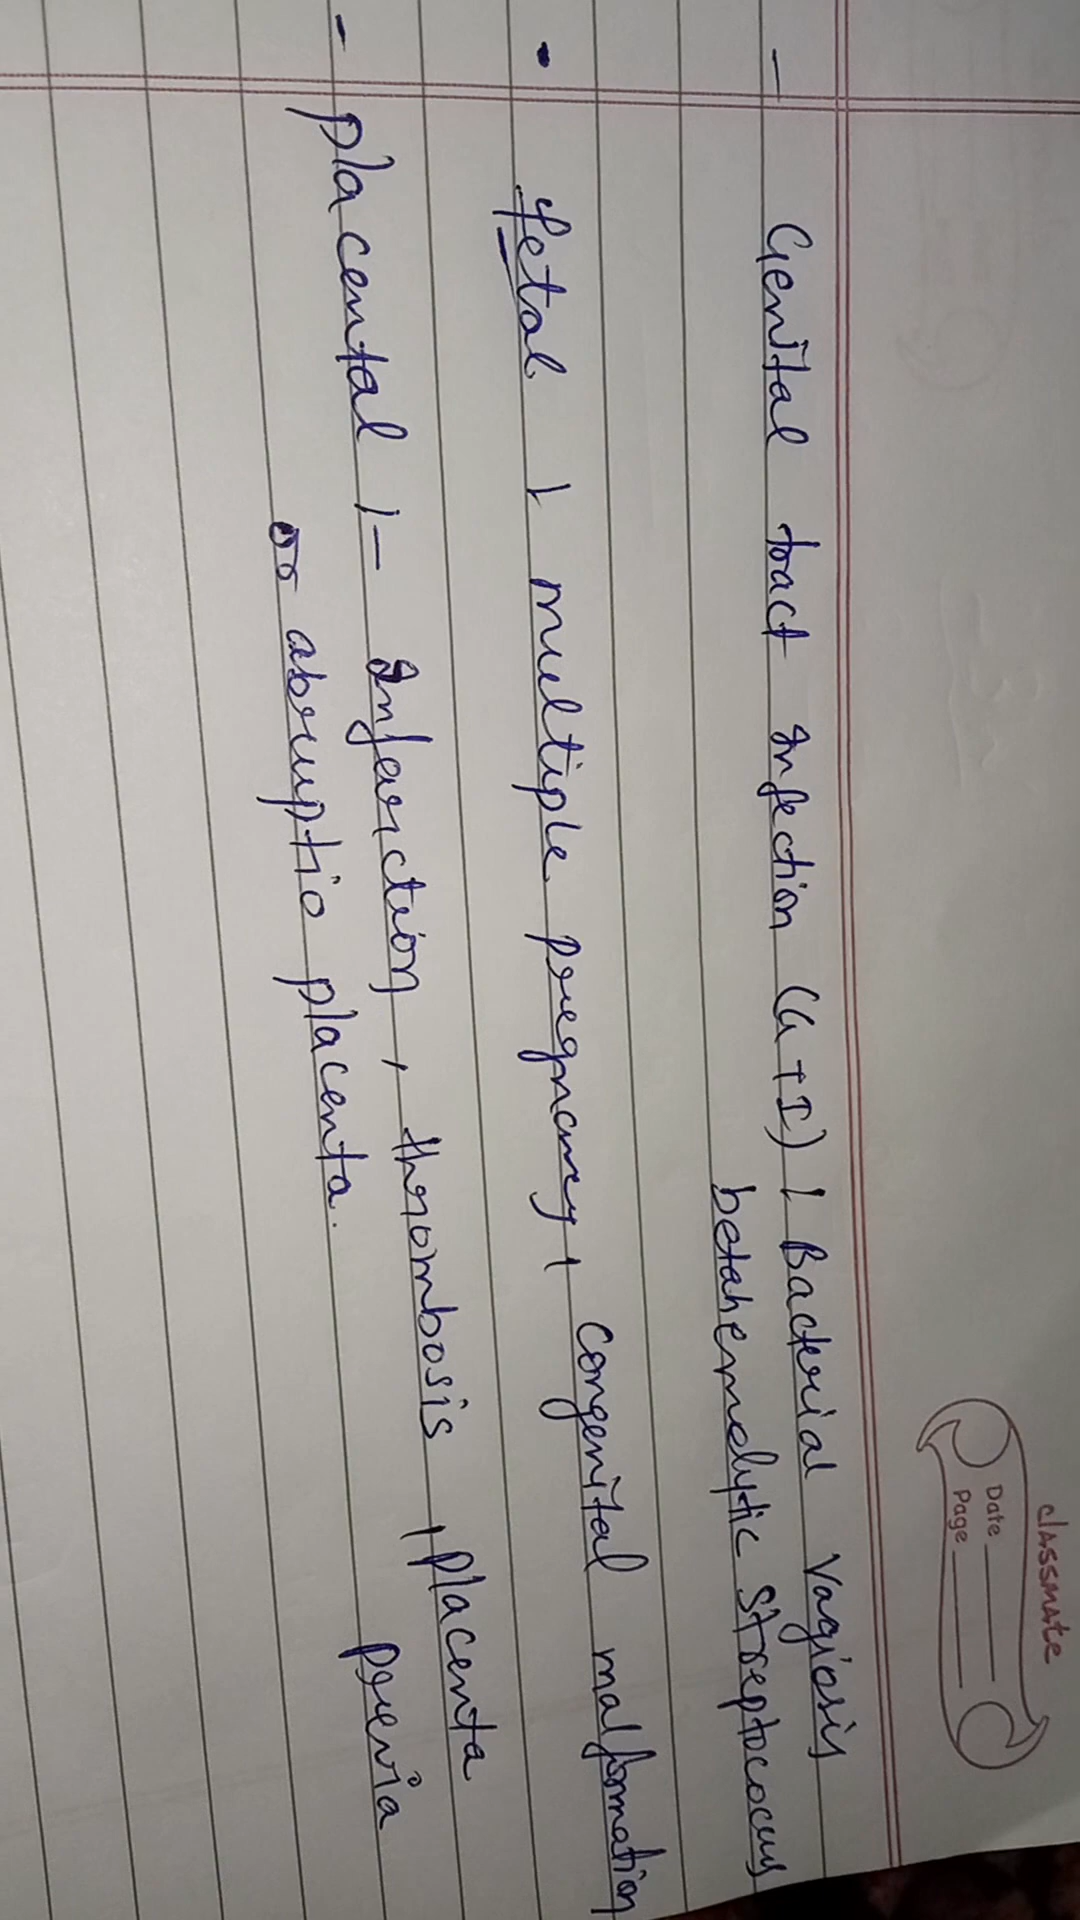 classmate
Date
Page
- Genital tract Infection (GTI) | Bacterial Vagiosis
betahemolytic streptococcus
• fetal :- multiple pregnancy, Congenital malformation
- placental :- Infarction, thrombosis, placenta
previa
or abruptio placenta.